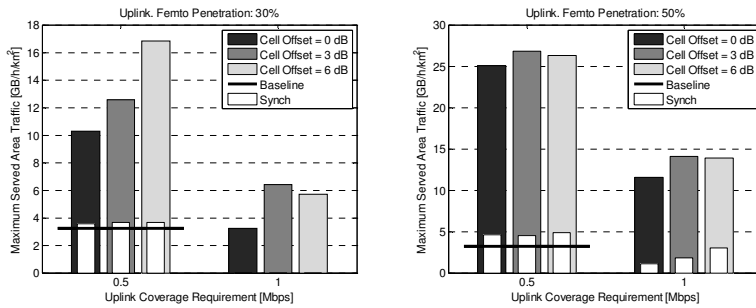 Uplink. Femto Penetration: 30%
Maximum Served Area Traffic [GB/h/km²]
18
16
14
12
10
8
6
4
2
0
Cell Offset = 0 dB
Cell Offset = 3 dB
Cell Offset = 6 dB
Baseline
Synch
0.5
1
Uplink Coverage Requirement [Mbps]
Uplink. Femto Penetration: 50%
Maximum Served Area Traffic [GB/h/km²]
30
25
20
15
10
5
0
Cell Offset = 0 dB
Cell Offset = 3 dB
Cell Offset = 6 dB
Baseline
Synch
0.5
1
Uplink Coverage Requirement [Mbps]